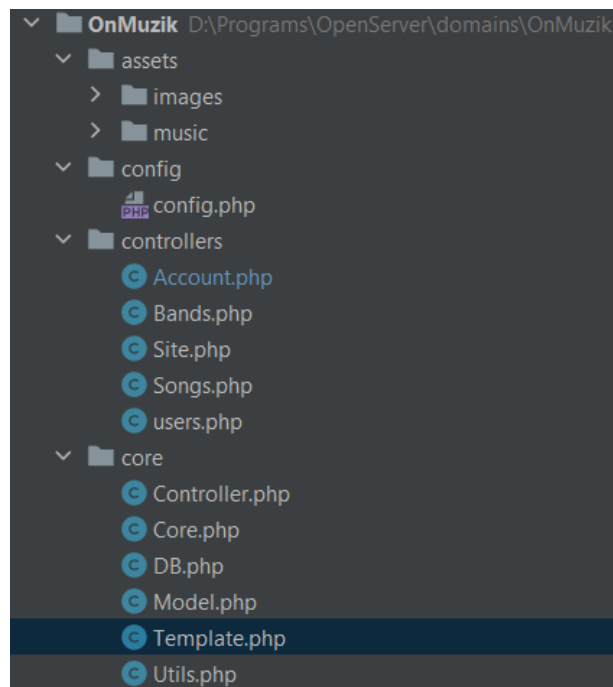 OnMuzik D:\Programs\OpenServer\domains\OnMuzik
assets
images
music
config
PHP config.php
controllers
C Account.php
C Bands.php
C Site.php
C Songs.php
C users.php
core
C Controller.php
C Core.php
C DB.php
C Model.php
C Template.php
C Utils.php